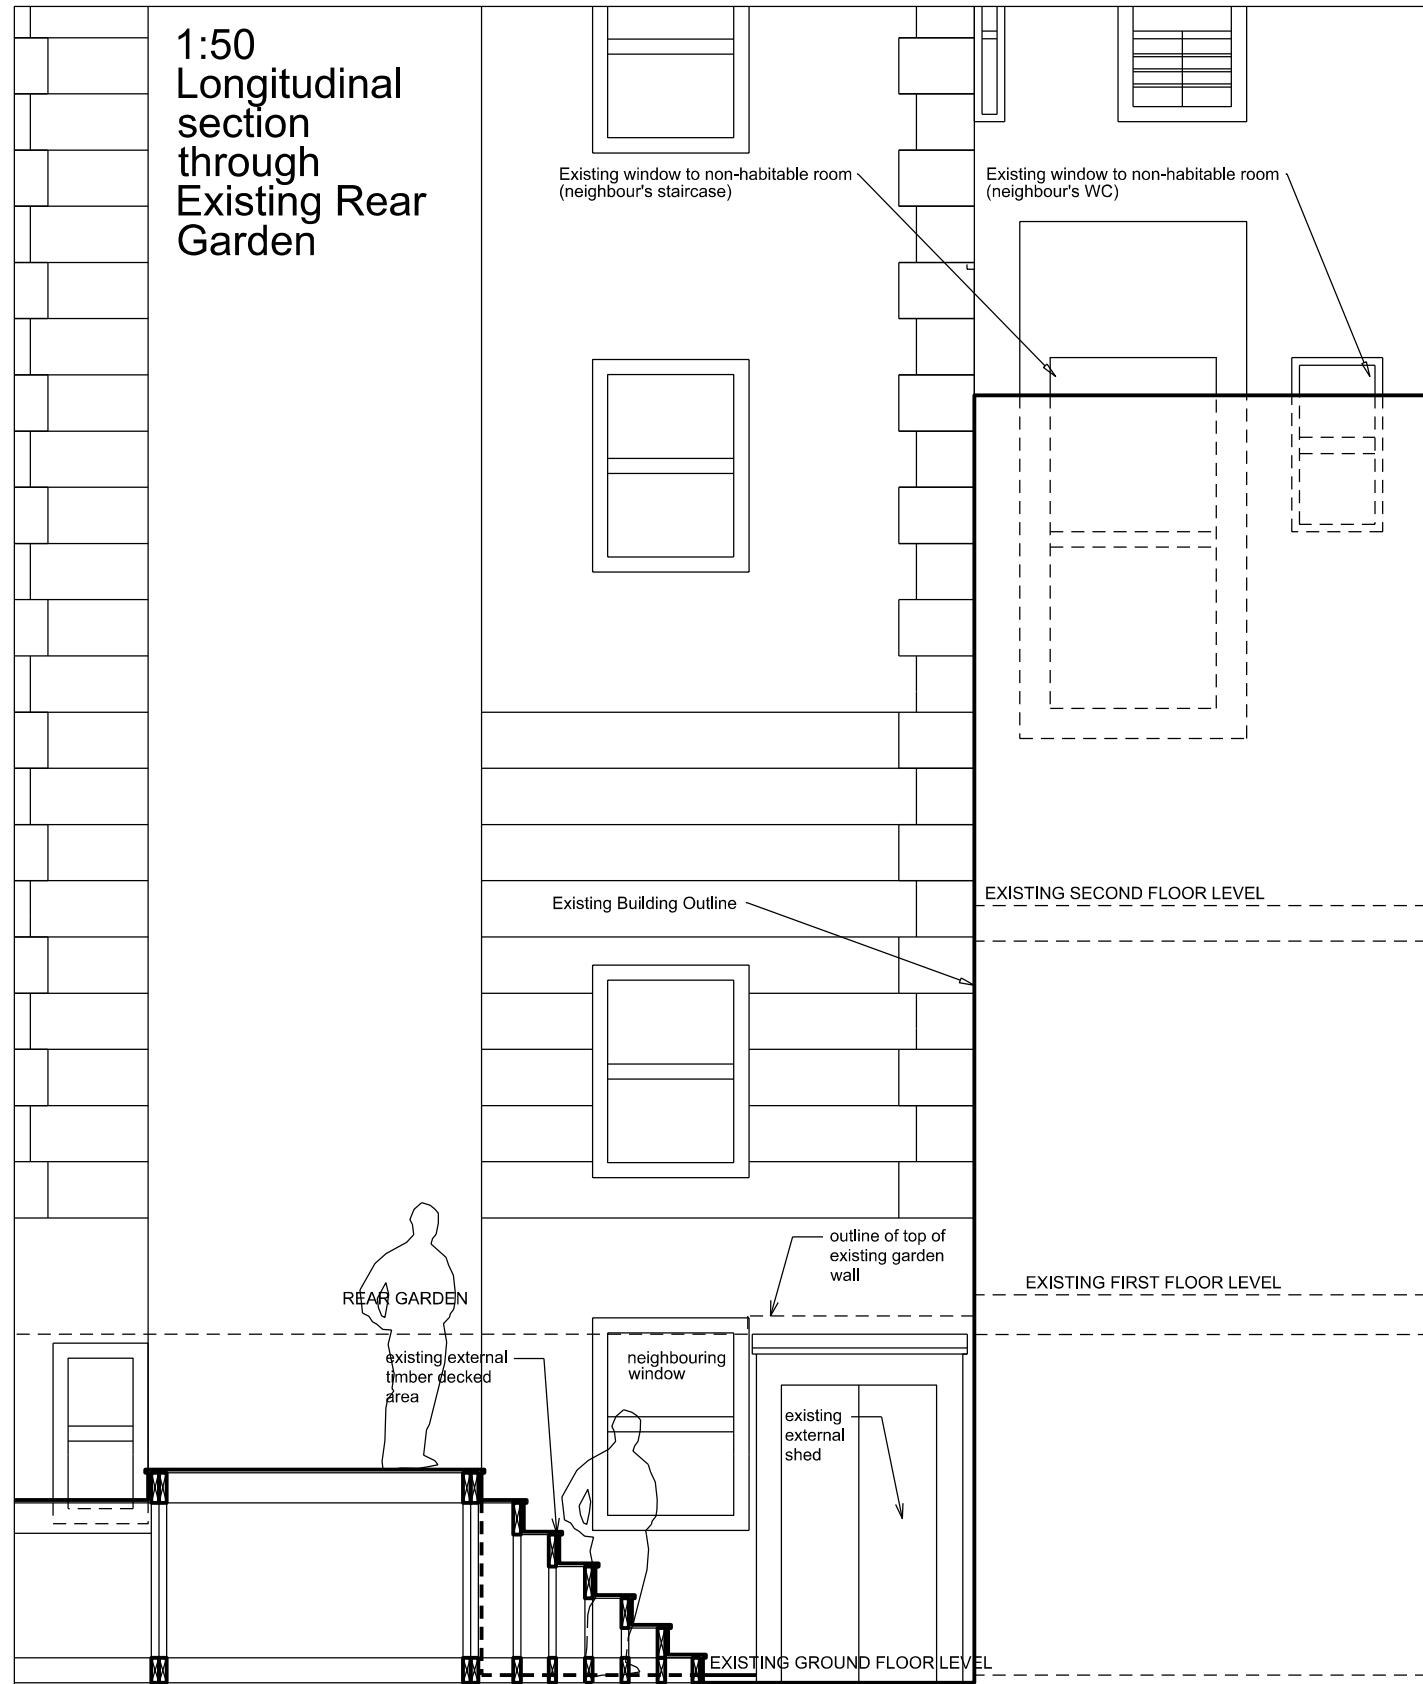 1:50
Longitudinal
section
through
Existing Rear
Garden
Existing window to non-habitable room
(neighbour's staircase)
Existing window to non-habitable room
(neighbour's WC)
EXISTING SECOND FLOOR LEVEL
Existing Building Outline
outline of top of
existing garden
wall
EXISTING FIRST FLOOR LEVEL
REAR GARDEN
existing external
timber decked
area
neighbouring
window
existing
external
shed
EXISTING GROUND FLOOR LEVEL